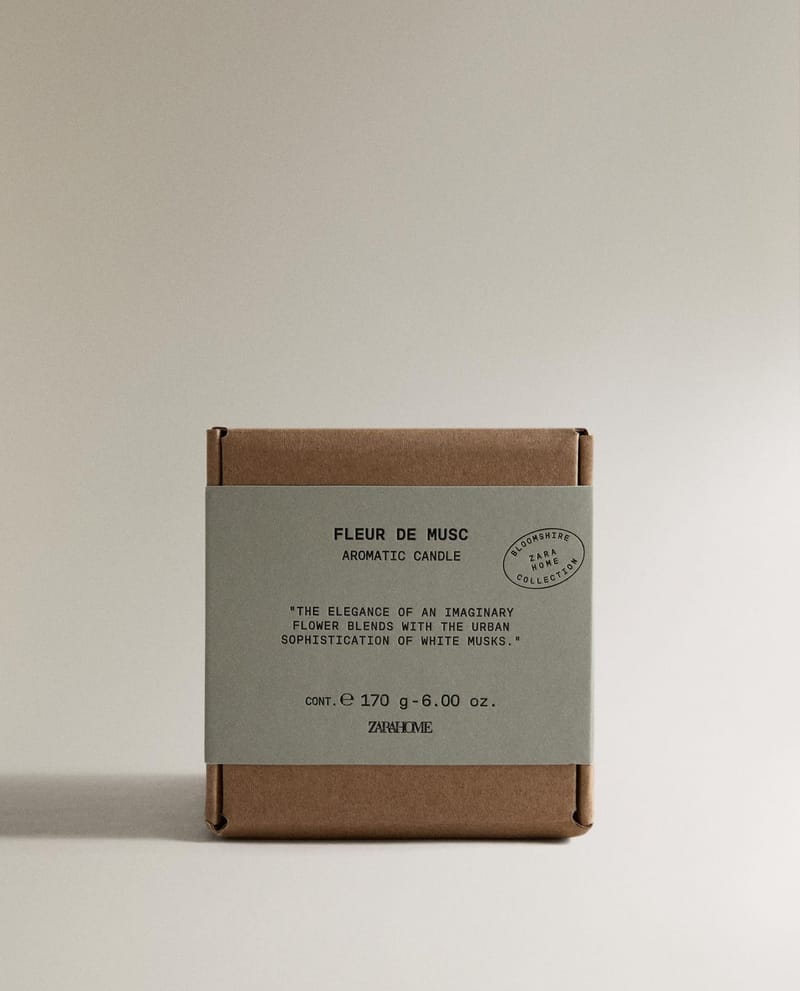 FLEUR DE MUSC
AROMATIC CANDLE
BLOOMSHIRE
ZARA
HOME
COLLECTION
"THE ELEGANCE OF AN IMAGINARY
FLOWER BLENDS WITH THE URBAN
SOPHISTICATION OF WHITE MUSKS."
CONT. ℮ 170 g-6.00 oz.
ZARAHOME